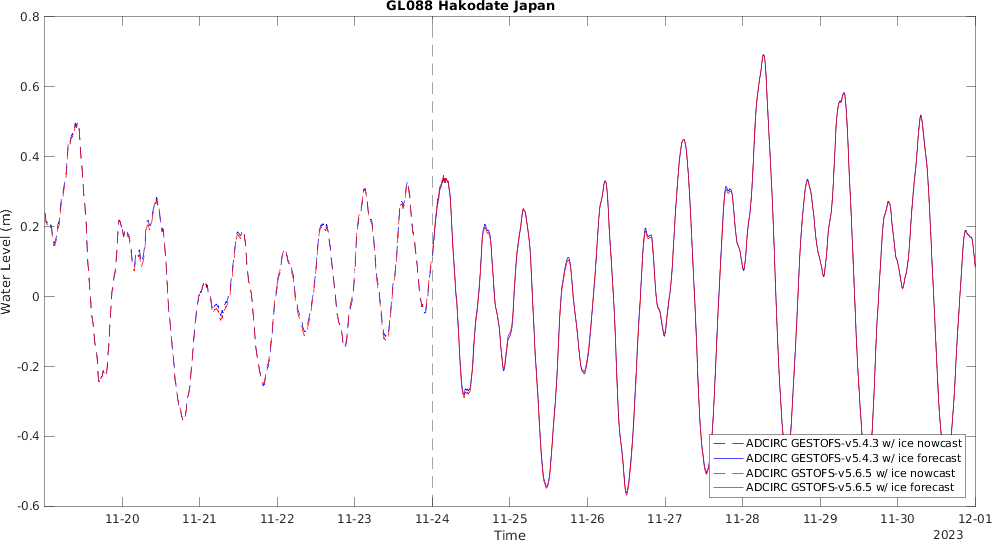 GL088 Hakodate Japan
0.8
0.6
0.4
0.2
0
-0.2
-0.4
-0.6
Water Level (m)
ADCIRC GESTOFS-v5.4.3 w/ ice nowcast
ADCIRC GESTOFS-v5.4.3 w/ ice forecast
ADCIRC GSTOFS-v5.6.5 w/ ice nowcast
ADCIRC GSTOFS-v5.6.5 w/ ice forecast
11-20 11-21 11-22 11-23 11-24 11-25 11-26 11-27 11-28 11-29 11-30 12-01
Time
2023